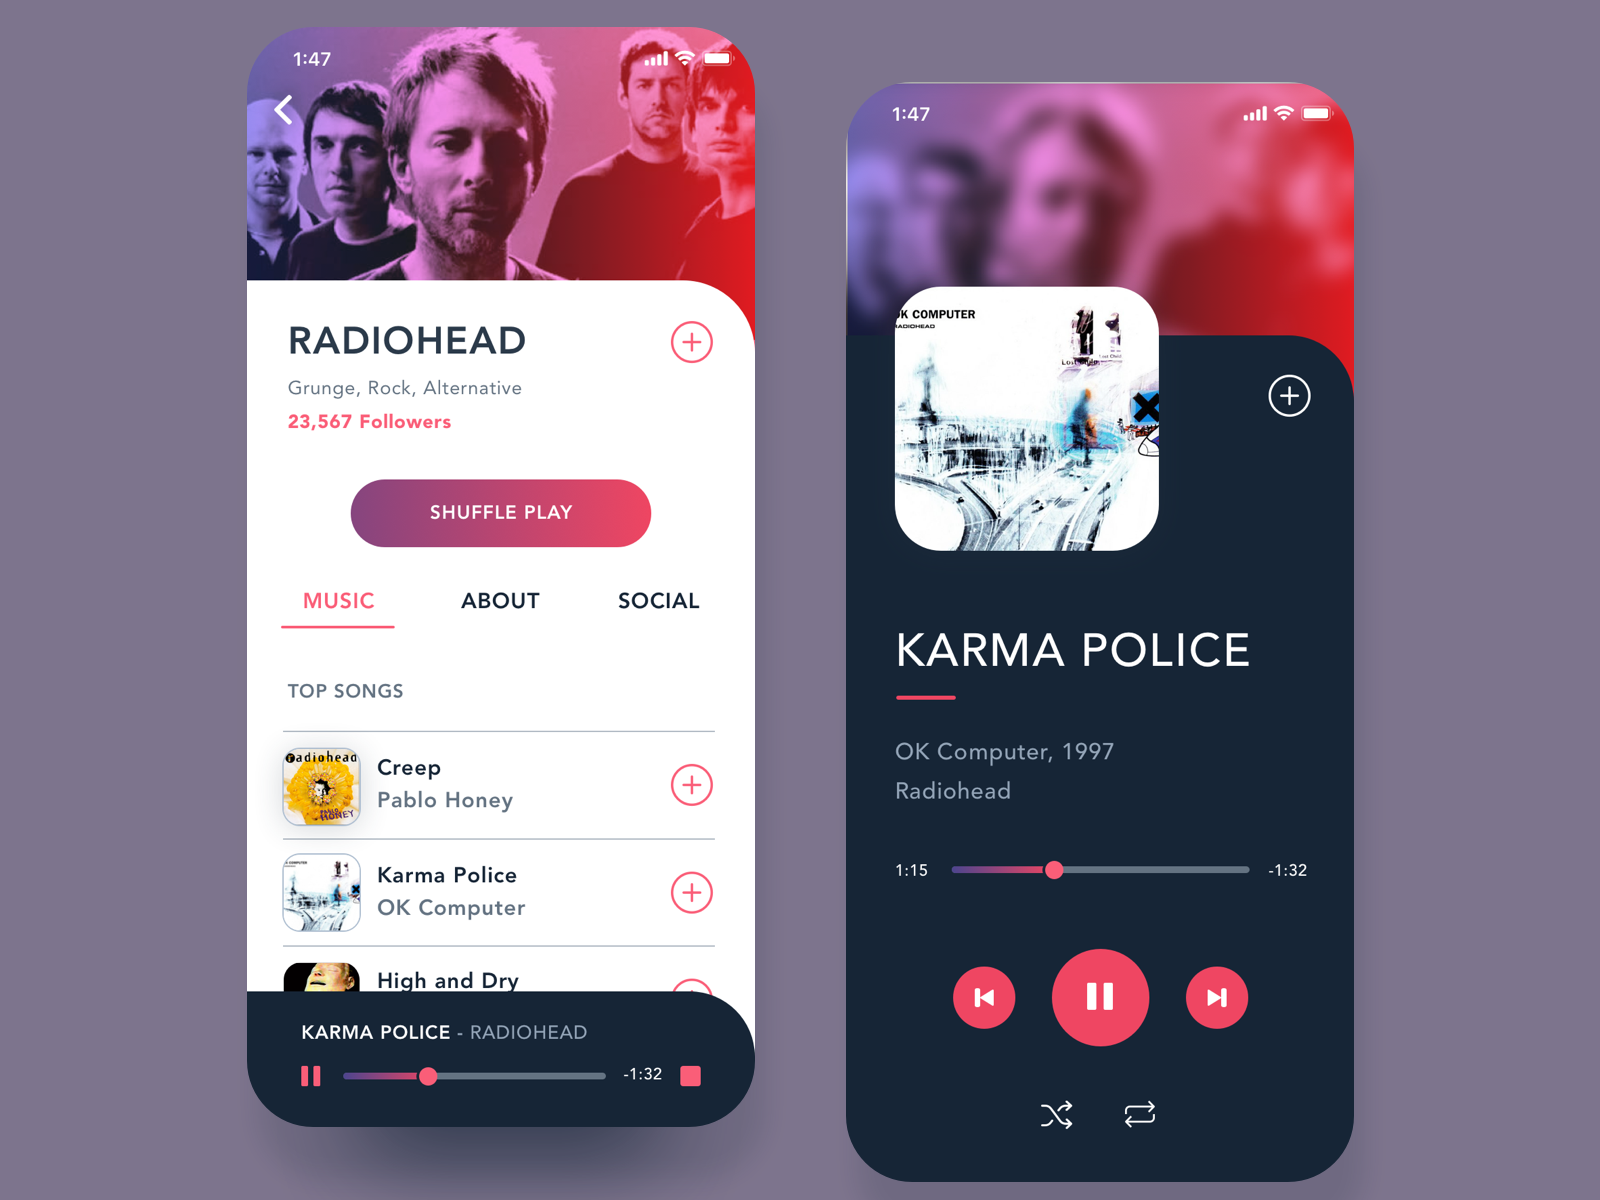 1:47
RADIOHEAD
Grunge, Rock, Alternative
23,567 Followers
SHUFFLE PLAY
MUSIC
ABOUT
SOCIAL
TOP SONGS
radiohead
PABLO HONEY
Creep
Pablo Honey
Karma Police
OK Computer
High and Dry
KARMA POLICE - RADIOHEAD
-1:32
1:47
OK COMPUTER
RADIOHEAD
Lost Child
KARMA POLICE
OK Computer, 1997
Radiohead
1:15
-1:32